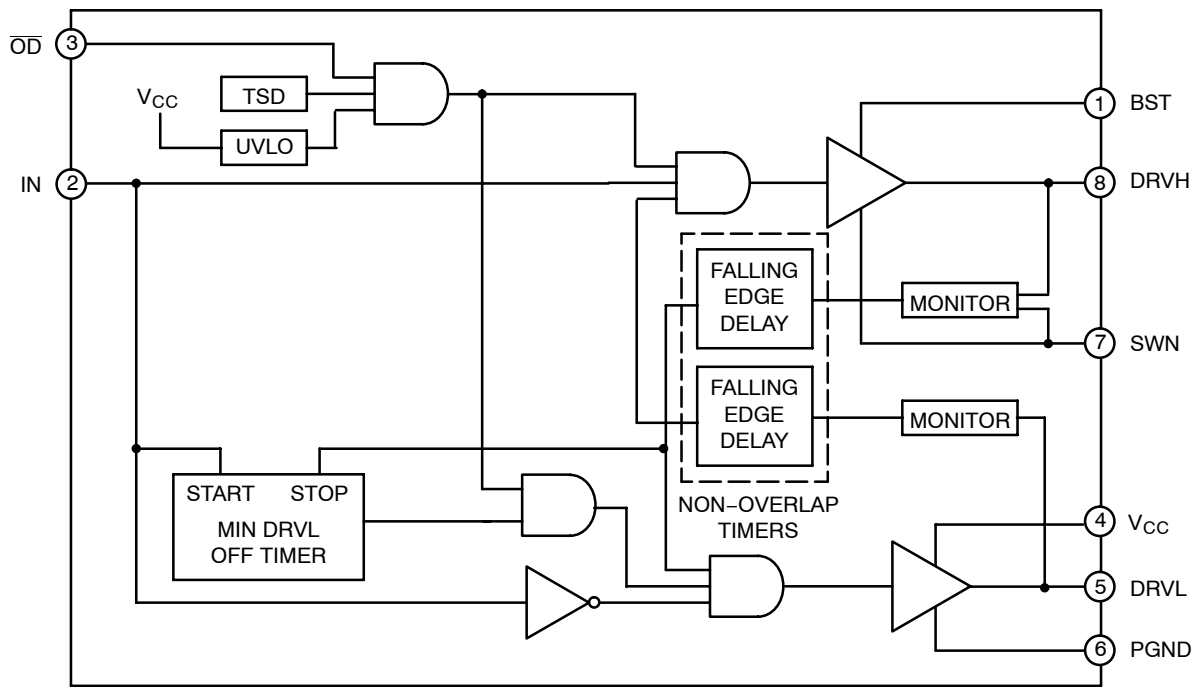 OD 3
TSD
VCC
1 BST
UVLO
IN 2
8 DRVH
FALLING
EDGE
DELAY
MONITOR
7 SWN
FALLING
EDGE
DELAY
MONITOR
START STOP
MIN DRVL
OFF TIMER
NON−OVERLAP
TIMERS
4 VCC
5 DRVL
6 PGND